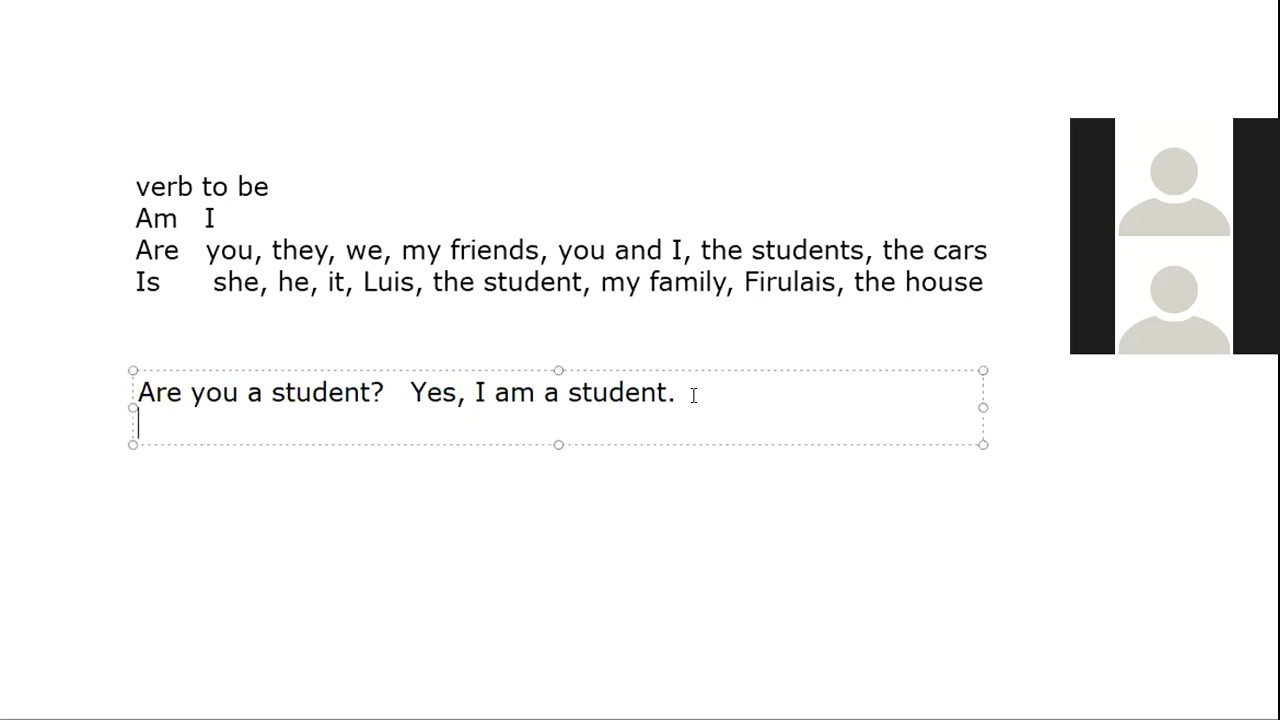 verb to be
Am I
Are you, they, we, my friends, you and I, the students, the cars
Is she, he, it, Luis, the student, my family, Firulais, the house
Are you a student? Yes, I am a student.